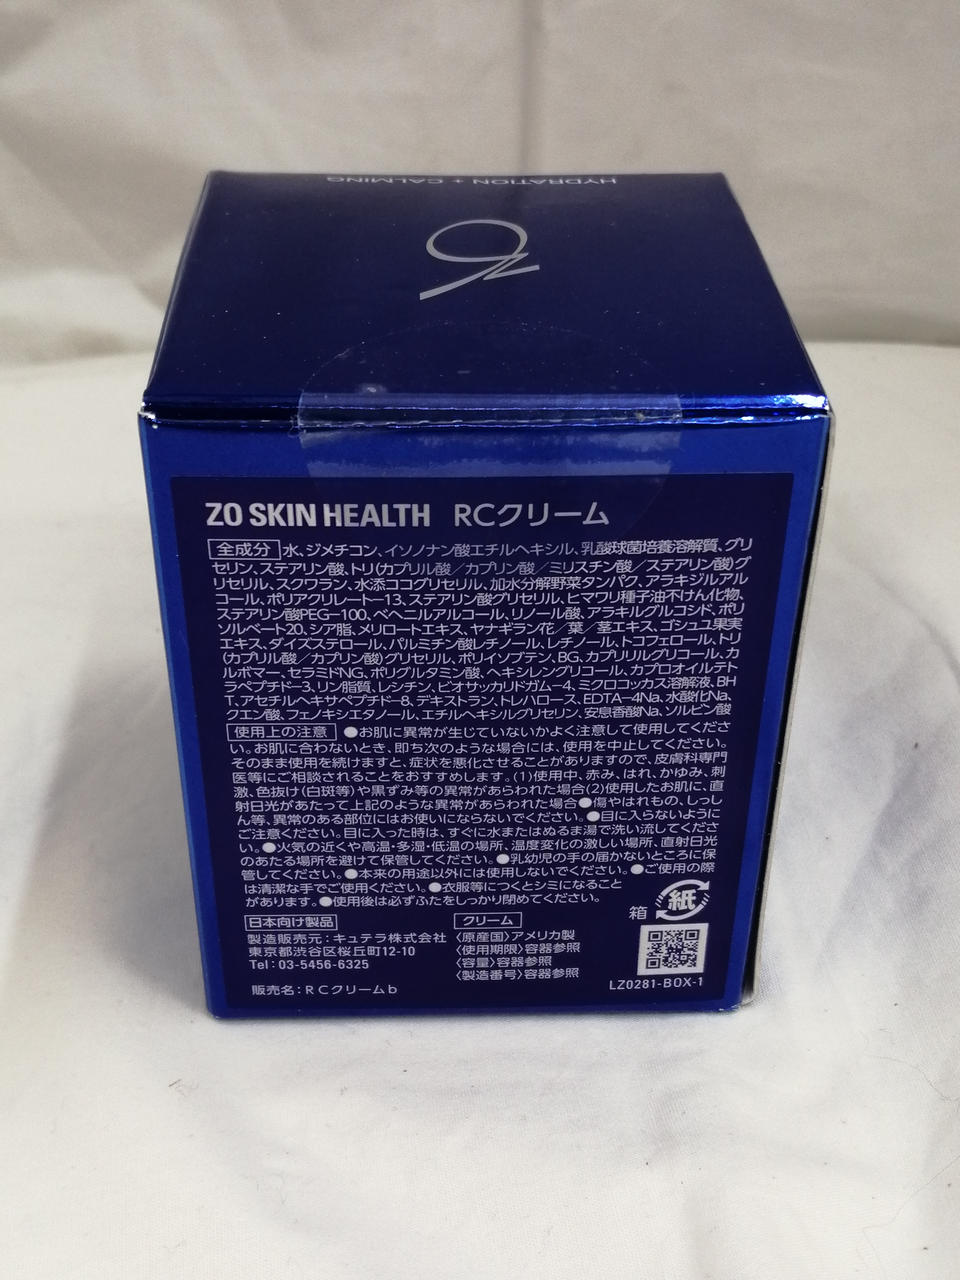 HYDRATION + CALMING
ZO SKIN HEALTH RCクリーム
全成分 水、ジメチコン、イソノナン酸エチルヘキシル、乳酸球菌培養溶解質、グリ
セリン、ステアリン酸、トリ(カプリル酸／カプリン酸／ミリスチン酸／ステアリン酸)グ
リセリル、スクワラン、水添ココグリセリル、加水分解野菜タンパク、アラキジルアル
コール、ポリアクリレート-13、ステアリン酸グリセリル、ヒマワリ種子油不けん化物、
ステアリン酸PEG-100、ベヘニルアルコール、リノール酸、アラキルグルコシド、ポリ
ソルベート20、シア脂、メリロートエキス、ヤナギラン花／葉／茎エキス、ゴシュユ果実
エキス、ダイズステロール、パルミチン酸レチノール、レチノール、トコフェロール、トリ
(カプリル酸／カプリン酸)グリセリル、ポリイソブテン、BG、カプリリルグリコール、カ
ルボマー、セラミドNG、ポリグルタミン酸、ヘキシレングリコール、カプロオイルテト
ラペプチド-3、リン脂質、レシチン、ビオサッカリドガム-4、ミクロコッカス溶解液、BH
T、アセチルヘキサペプチド-8、デキストラン、トレハロース、EDTA-4Na、水酸化Na、
クエン酸、フェノキシエタノール、エチルヘキシルグリセリン、安息香酸Na、ソルビン酸
使用上の注意 ●お肌に異常が生じていないかよく注意して使用してくださ
い。お肌に合わないとき、即ち次のような場合には、使用を中止してください。
そのまま使用を続けますと、症状を悪化させることがありますので、皮膚科専門
医等にご相談されることをおすすめします。(1)使用中、赤み、はれ、かゆみ、刺
激、色抜け(白斑等)や黒ずみ等の異常があらわれた場合(2)使用したお肌に、直
射日光があたって上記のような異常があらわれた場合●傷やはれもの、しっし
ん等、異常のある部位にはお使いにならないでください。●目に入らないように
ご注意ください。目に入った時は、すぐに水またはぬるま湯で洗い流してくださ
い。●火気の近くや高温・多湿・低温の場所、温度変化の激しい場所、直射日光
のあたる場所を避けて保管してください。●乳幼児の手の届かないところに保
管してください。●本来の用途以外には使用しないでください。●ご使用の際
は清潔な手でご使用ください。●衣服等につくとシミになること
があります。●使用後は必ずふたをしっかり閉めてください。
箱 紙
日本向け製品
製造販売元：キュテラ株式会社
東京都渋谷区桜丘町12-10
Tel：03-5456-6325
販売名：RCクリームb
クリーム
〈原産国〉アメリカ製
〈使用期限〉容器参照
〈容量〉容器参照
〈製造番号〉容器参照
LZ0281-BOX-1